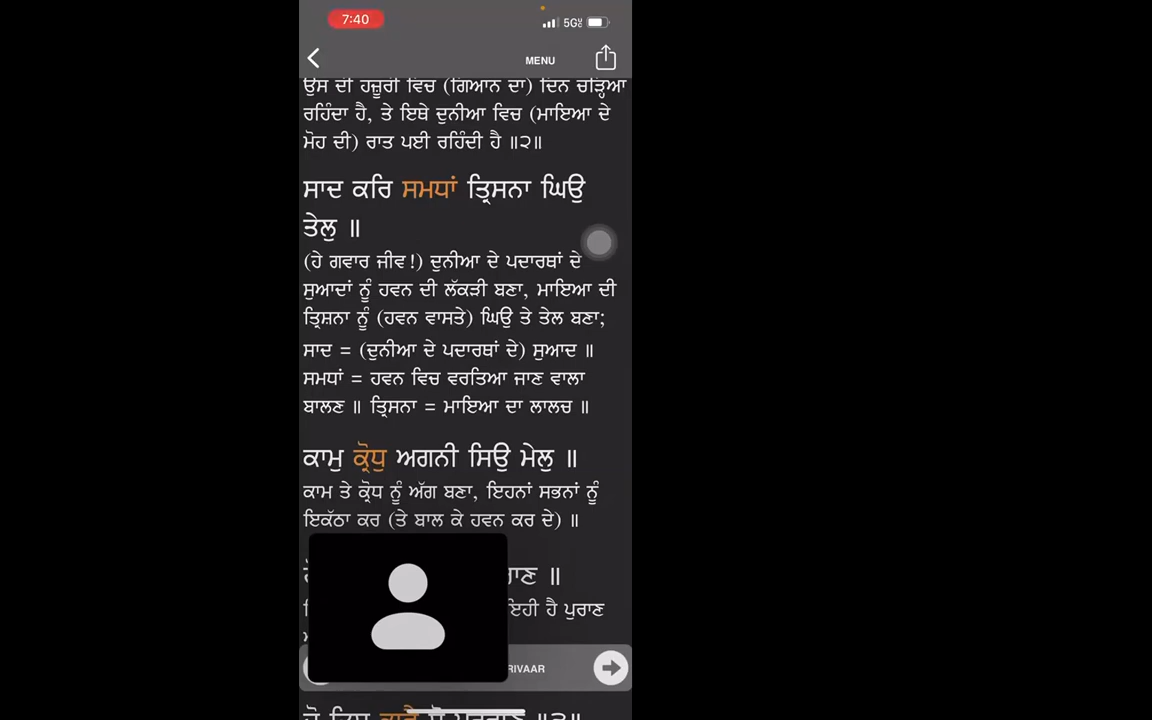 7:40
5G
MENU
ਉਸ ਦੀ ਹਜ਼ੂਰੀ ਵਿਚ (ਗਿਆਨ ਦਾ) ਦਿਨ ਚੜ੍ਹਿਆ
ਰਹਿੰਦਾ ਹੈ, ਤੇ ਇਥੇ ਦੁਨੀਆ ਵਿਚ (ਮਾਇਆ ਦੇ
ਮੋਹ ਦੀ) ਰਾਤ ਪਈ ਰਹਿੰਦੀ ਹੈ ॥੨॥
ਸਾਦ ਕਰਿ ਸਮਧਾਂ ਤ੍ਰਿਸਨਾ ਘਿਉ
ਤੇਲੁ ॥
(ਹੇ ਗਵਾਰ ਜੀਵ!) ਦੁਨੀਆ ਦੇ ਪਦਾਰਥਾਂ ਦੇ
ਸੁਆਦਾਂ ਨੂੰ ਹਵਨ ਦੀ ਲੱਕੜੀ ਬਣਾ, ਮਾਇਆ ਦੀ
ਤ੍ਰਿਸ਼ਨਾ ਨੂੰ (ਹਵਨ ਵਾਸਤੇ) ਘਿਉ ਤੇ ਤੇਲ ਬਣਾ;
ਸਾਦ = (ਦੁਨੀਆ ਦੇ ਪਦਾਰਥਾਂ ਦੇ) ਸੁਆਦ ॥
ਸਮਧਾਂ = ਹਵਨ ਵਿਚ ਵਰਤਿਆ ਜਾਣ ਵਾਲਾ
ਬਾਲਣ ॥ ਤ੍ਰਿਸਨਾ = ਮਾਇਆ ਦਾ ਲਾਲਚ ॥
ਕਾਮੁ ਕ੍ਰੋਧੁ ਅਗਨੀ ਸਿਉ ਮੇਲੁ ॥
ਕਾਮ ਤੇ ਕ੍ਰੋਧ ਨੂੰ ਅੱਗ ਬਣਾ, ਇਹਨਾਂ ਸਭਨਾਂ ਨੂੰ
ਇਕੱਠਾ ਕਰ (ਤੇ ਬਾਲ ਕੇ ਹਵਨ ਕਰ ਦੇ) ॥
ਇਹੀ ਹੈ ਪੁਰਾਣ